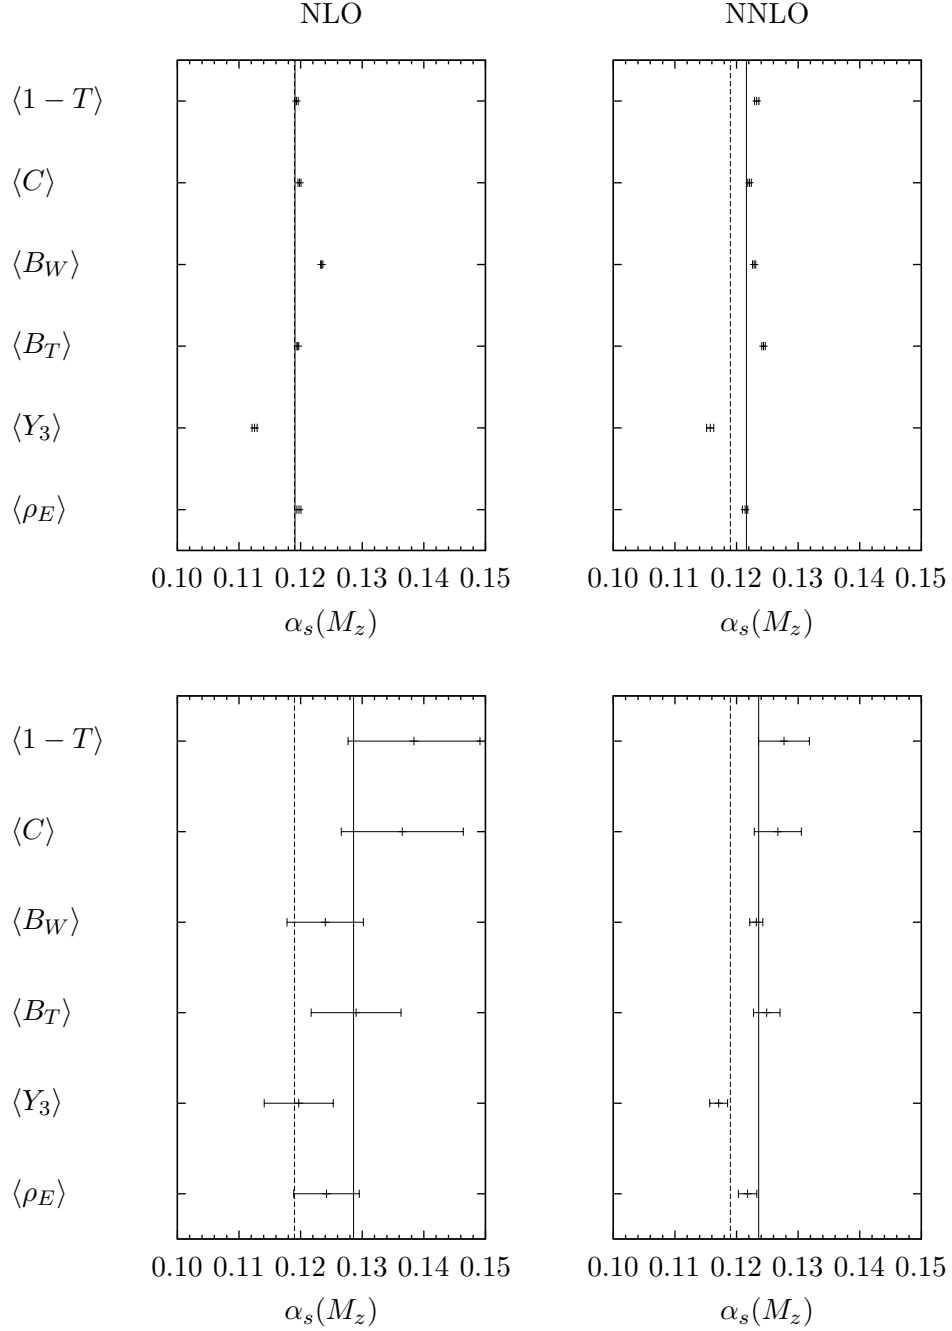 NLO NNLO
⟨1 − T⟩
⟨C⟩
⟨B_W⟩
⟨B_T⟩
⟨Y_3⟩
⟨ρ_E⟩
0.10 0.11 0.12 0.13 0.14 0.15 0.10 0.11 0.12 0.13 0.14 0.15
α_s(M_z) α_s(M_z)
⟨1 − T⟩
⟨C⟩
⟨B_W⟩
⟨B_T⟩
⟨Y_3⟩
⟨ρ_E⟩
0.10 0.11 0.12 0.13 0.14 0.15 0.10 0.11 0.12 0.13 0.14 0.15
α_s(M_z) α_s(M_z)